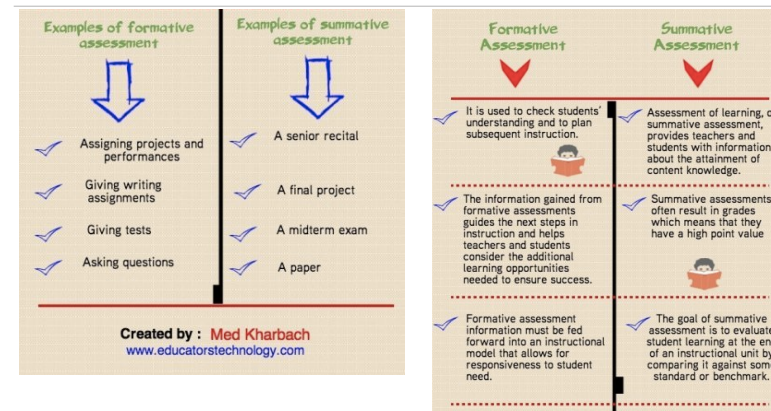 Examples of formative
assessment
Assigning projects and
performances
Giving writing
assignments
Giving tests
Asking questions
Examples of summative
assessment
A senior recital
A final project
A midterm exam
A paper
Created by : Med Kharbach
www.educatorstechnology.com
Formative
Assessment
It is used to check students'
understanding and to plan
subsequent instruction.
The information gained from
formative assessments
guides the next steps in
instruction and helps
teachers and students
consider the additional
learning opportunities
needed to ensure success.
Formative assessment
information must be fed
forward into an instructional
model that allows for
responsiveness to student
need.
Summative
Assessment
Assessment of learning,
summative assessment,
provides teachers and
students with information
about the attainment of
content knowledge.
Summative assessments
often result in grades
which means that they
have a high point value
The goal of summative
assessment is to evaluate
student learning at the
of an instructional unit by
comparing it against
standard or benchmark.